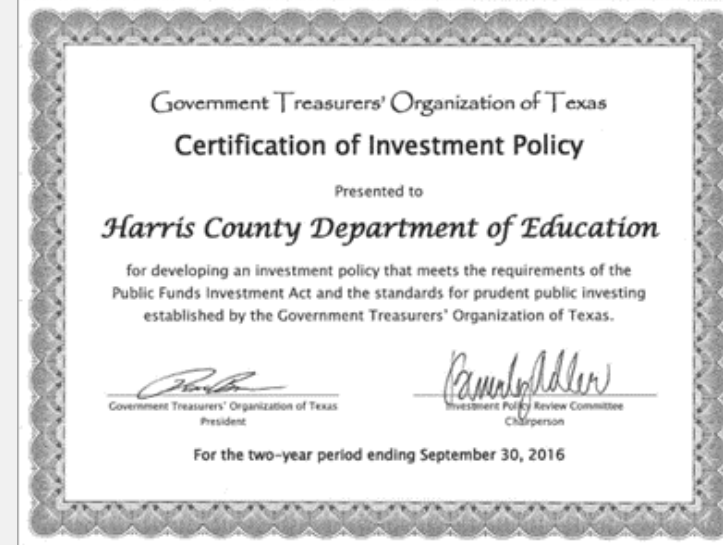 Government Treasurers' Organization of Texas
Certification of Investment Policy
Presented to
Harris County Department of Education
for developing an investment policy that meets the requirements of the
Public Funds Investment Act and the standards for prudent public investing
established by the Government Treasurers' Organization of Texas.
Beverly Adler
Government Treasurers' Organization of Texas
President
Investment Policy Review Committee
Chairperson
For the two-year period ending September 30, 2016